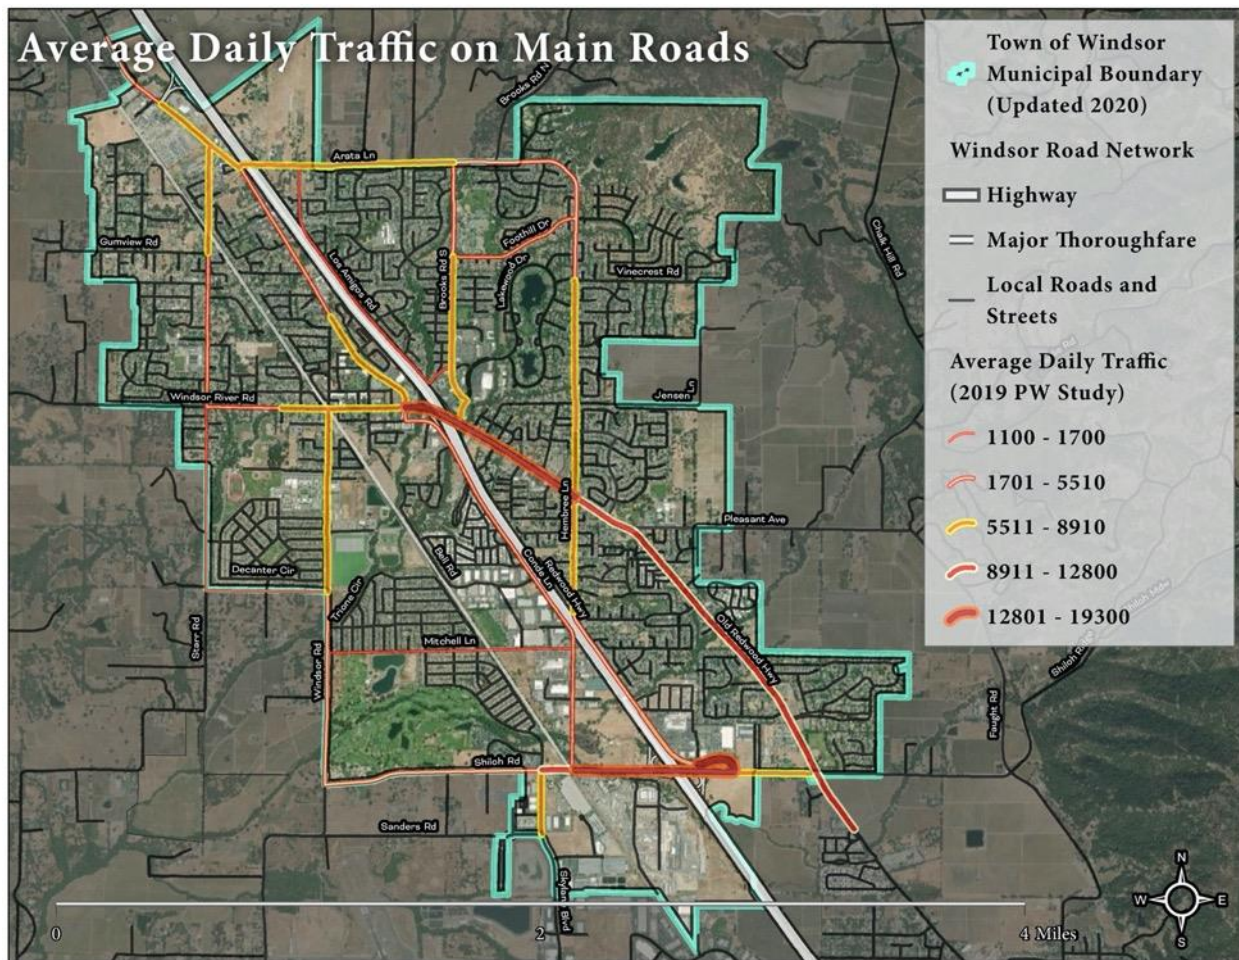 Average Daily Traffic on Main Roads
Town of Windsor
Municipal Boundary
(Updated 2020)
Windsor Road Network
Highway
Major Thoroughfare
Local Roads and
Streets
Average Daily Traffic
(2019 PW Study)
1100 - 1700
1701 - 5510
5511 - 8910
8911 - 12800
12801 - 19300
Brooks Rd N
Arata Ln
Gumview Rd
Los Amigos Rd
Brooks Rd S
Foothill Dr
Lakewood Dr
Vinecrest Rd
Chalk Hill Rd
Windsor River Rd
Jensen Ln
Hembree Ln
Pleasant Ave
Decanter Cir
Bell Rd
Conde Ln
Redwood Hwy
Trione Cir
Starr Rd
Windsor Rd
Mitchell Ln
Old Redwood Hwy
Faught Rd
Shiloh Rd
Sanders Rd
0
2
4 Miles
N
W
E
S